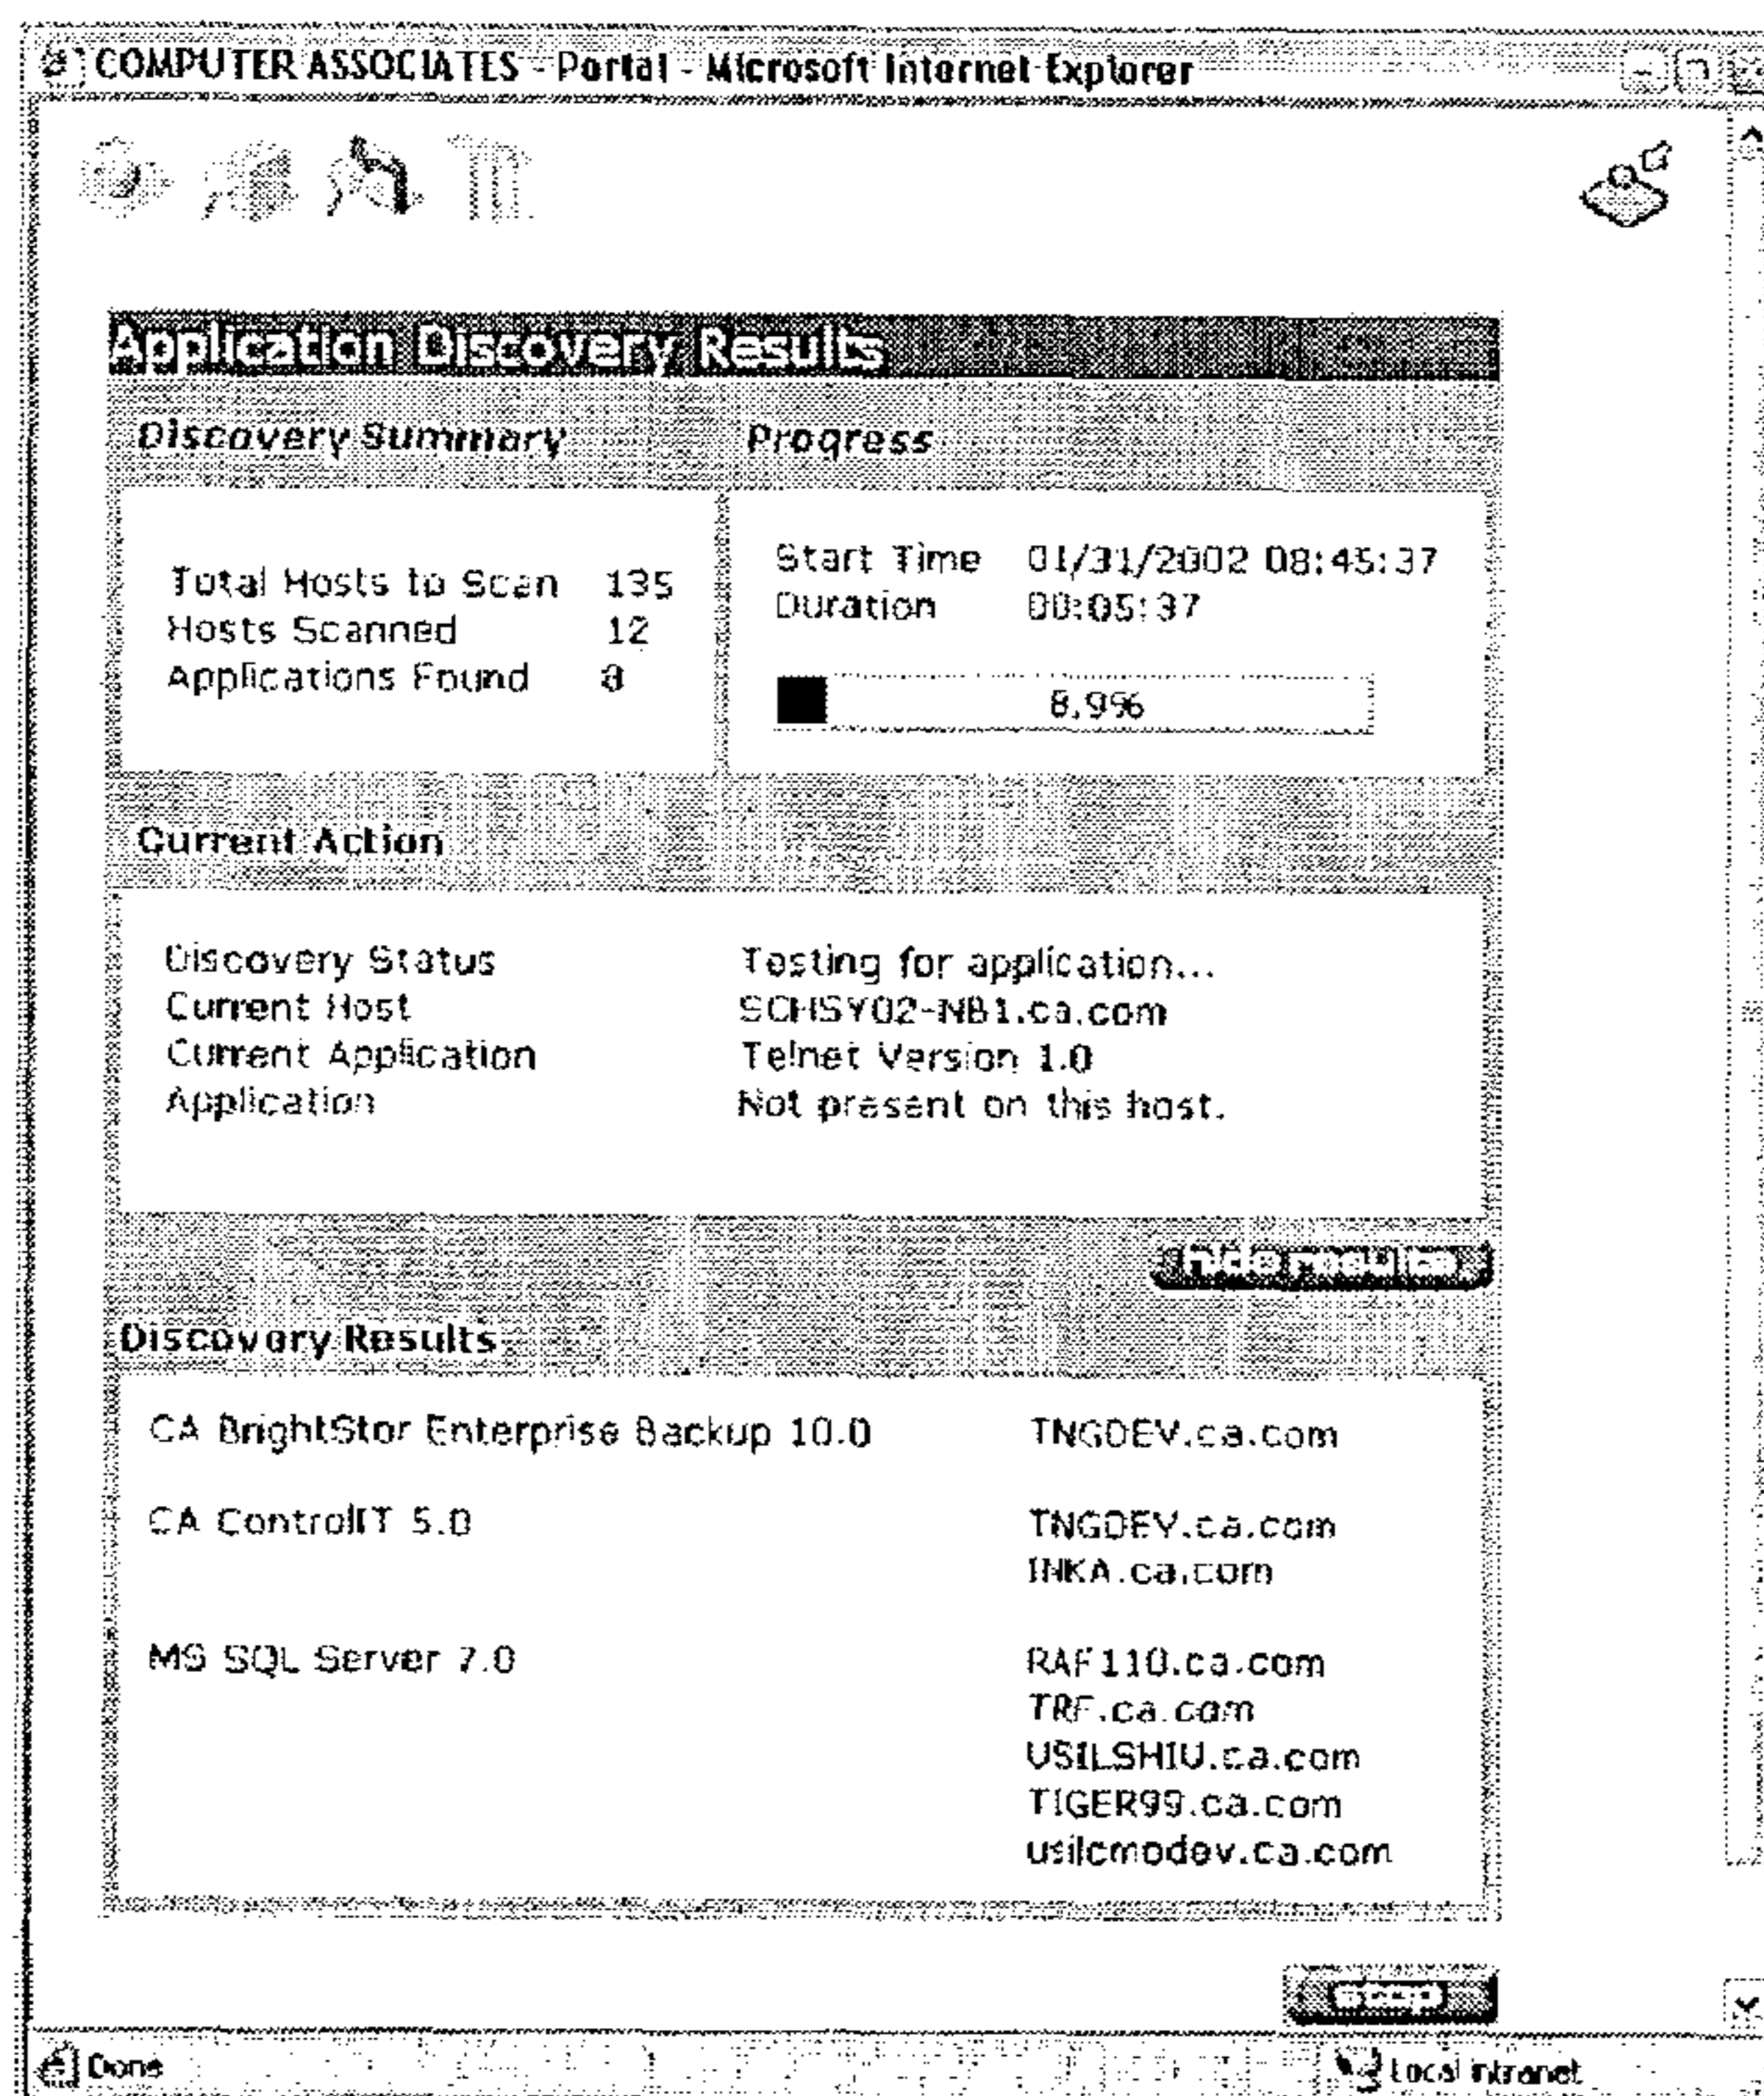 COMPUTER ASSOCIATES - Portal - Microsoft Internet Explorer
Application Discovery Results
Discovery Summary
Total Hosts to Scan 135
Hosts Scanned 12
Applications Found 8
Progress
Start Time 01/31/2002 08:45:37
Duration 00:05:37
8.9%
Current Action
Discovery Status Testing for application...
Current Host SCHSY02-NB1.ca.com
Current Application Telnet Version 1.0
Application Not present on this host.
hide results
Discovery Results
CA BrightStor Enterprise Backup 10.0 TNGDEV.ca.com
CA ControlIT 5.0 TNGDEV.ca.com
INKA.ca.com
MS SQL Server 7.0 RAF110.ca.com
TRF.ca.com
USILSHIU.ca.com
TIGER99.ca.com
usilcmodev.ca.com
stop
Done
Local intranet